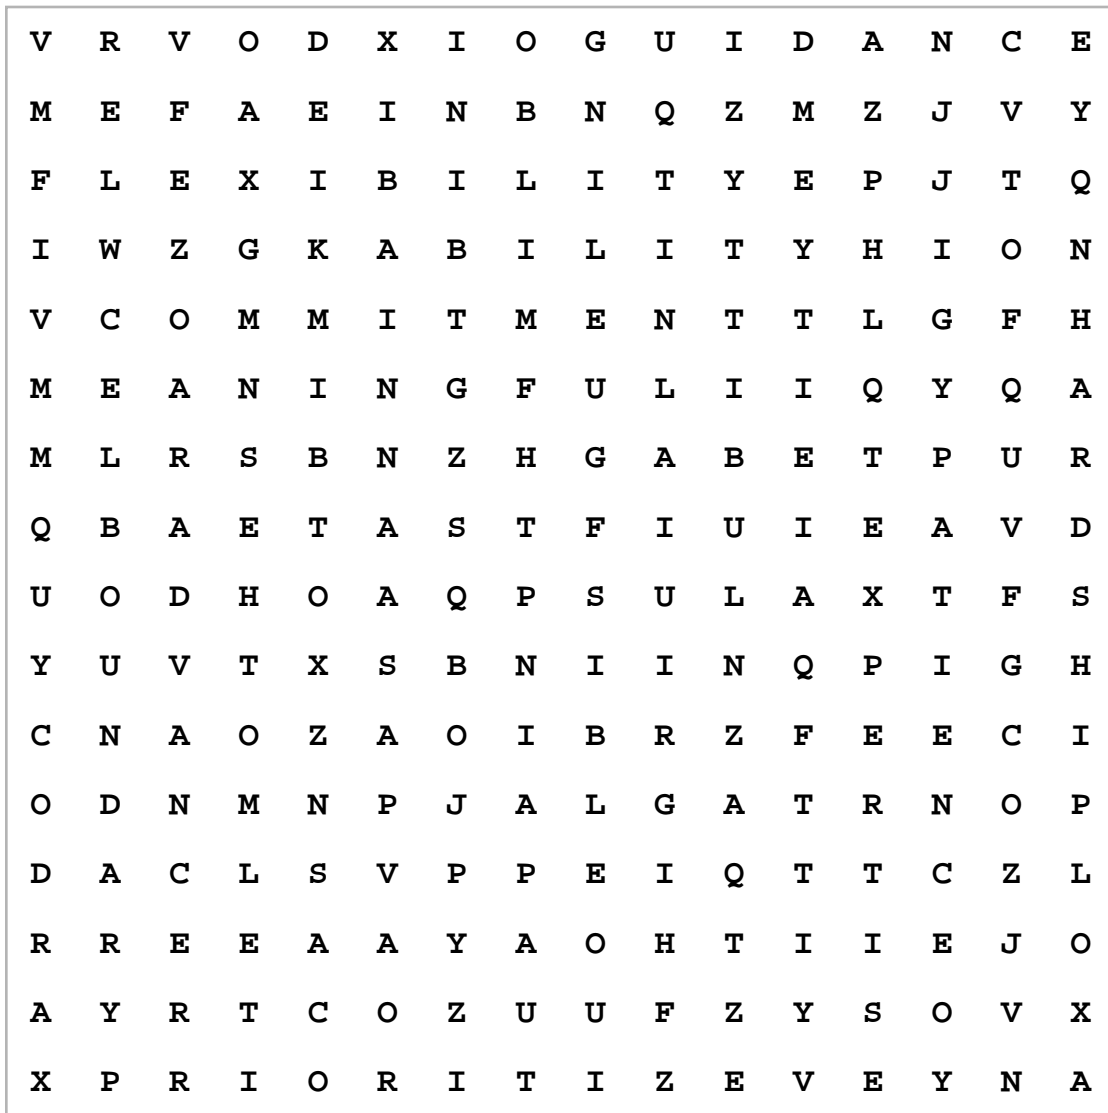 V R V O D X I O G U I D A N C E
M E F A E I N B N Q Z M Z J V Y
F L E X I B I L I T Y E P J T Q
I W Z G K A B I L I T Y H I O N
V C O M M I T M E N T T L G F H
M E A N I N G F U L I I Q Y Q A
M L R S B N Z H G A B E T P U R
Q B A E T A S T F I U I E A V D
U O D H O A Q P S U L A X T F S
Y U V T X S B N I I N Q P I G H
C N A O Z A O I B R Z F E E C I
O D N M N P J A L G A T R N O P
D A C L S V P P E I Q T T C Z L
R R E E A A Y A O H T I I E J O
A Y R T C O Z U U F Z Y S O V X
X P R I O R I T I Z E V E Y N A